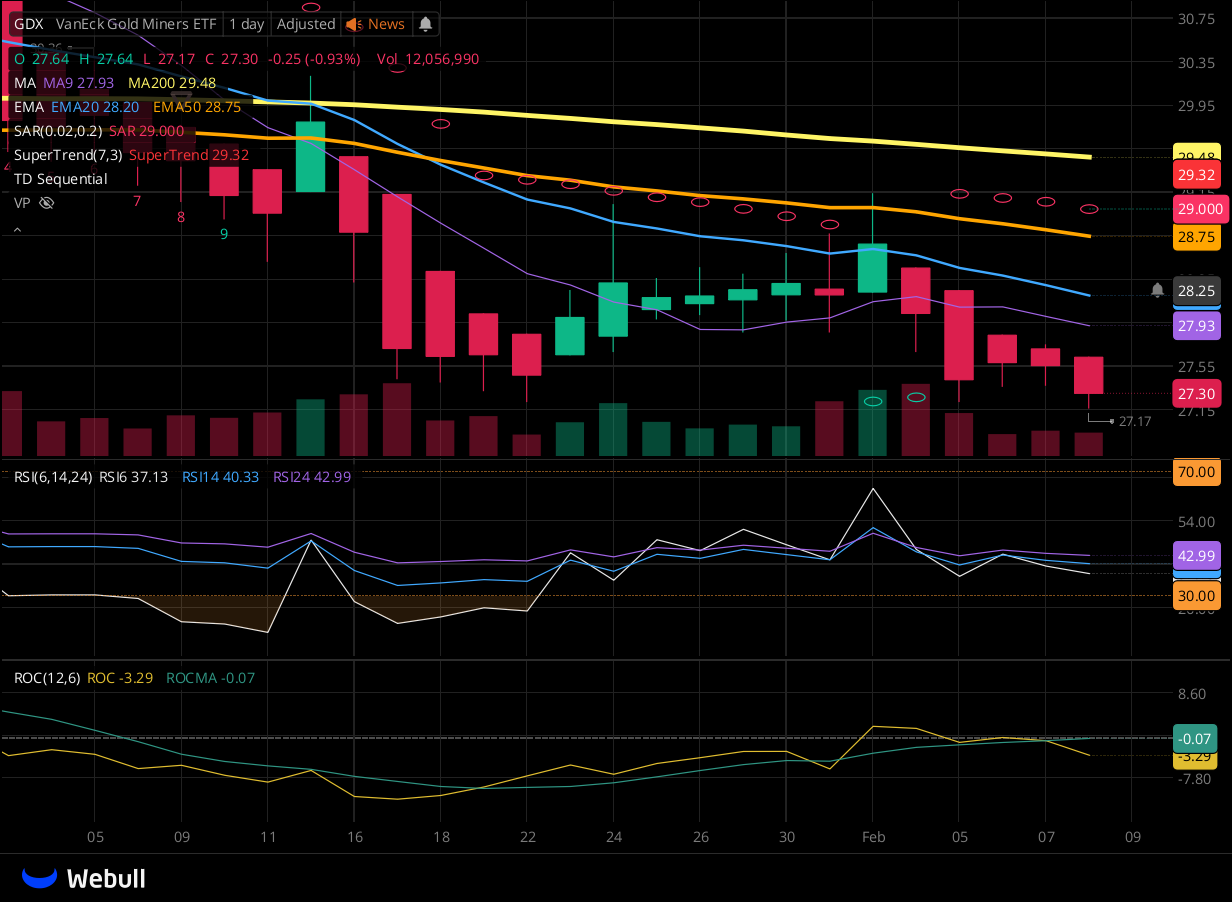 GDX VanEck Gold Miners ETF 1 day Adjusted News
O 27.64 H 27.64 L 27.17 C 27.30 -0.25 (-0.93%) Vol 12,056,990
MA MA9 27.93 MA200 29.48
EMA EMA20 28.20 EMA50 28.75
SAR(0.02,0.2) SAR 29.000
SuperTrend(7,3) SuperTrend 29.32
TD Sequential
VP
4
7
8
9
30.75
30.35
29.95
29.48
29.32
29.000
28.75
28.25
27.93
27.55
27.30
27.15
27.17
RSI(6,14,24) RSI6 37.13 RSI14 40.33 RSI24 42.99
70.00
54.00
42.99
30.00
ROC(12,6) ROC -3.29 ROCMA -0.07
8.60
-0.07
-3.29
-7.80
05 09 11 16 18 22 24 26 30 Feb 05 07 09
Webull